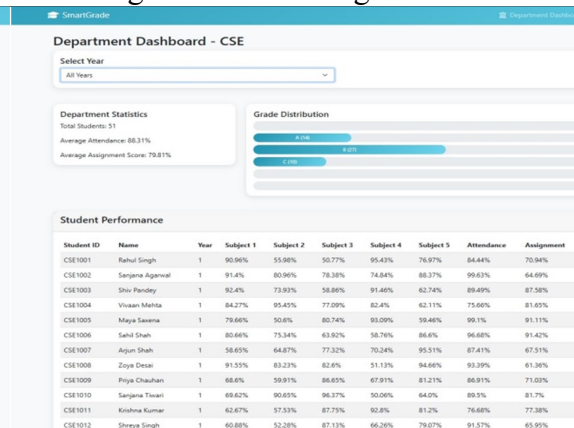 SmartGrade
Department Dashboard - CSE
Select Year
All Years
Department Statistics
Total Students: 51
Average Attendance: 88.31%
Average Assignment Score: 79.81%
Grade Distribution
A (14)
B (27)
C (10)
Student Performance
Student ID Name Year Subject 1 Subject 2 Subject 3 Subject 4 Subject 5 Attendance Assignment
CSE1001 Rahul Singh 1 90.96% 55.98% 50.77% 95.43% 76.97% 84.44% 70.94%
CSE1002 Sanjana Agarwal 1 91.4% 80.96% 78.38% 74.84% 88.37% 99.63% 64.69%
CSE1003 Shiv Pandey 1 92.4% 73.93% 58.86% 91.46% 62.74% 89.49% 87.58%
CSE1004 Vivaan Mehta 1 84.27% 95.45% 77.09% 82.4% 62.11% 75.66% 81.65%
CSE1005 Maya Saxena 1 79.66% 50.6% 80.74% 93.09% 59.46% 99.1% 91.11%
CSE1006 Sahil Shah 1 80.66% 75.34% 63.92% 58.76% 86.6% 96.68% 91.42%
CSE1007 Arjun Shah 1 58.65% 64.87% 77.32% 70.24% 95.51% 87.41% 67.51%
CSE1008 Zoya Desai 1 91.55% 83.23% 82.6% 51.13% 94.66% 93.39% 61.36%
CSE1009 Priya Chauhan 1 68.6% 59.91% 86.65% 67.91% 81.21% 86.91% 71.03%
CSE1010 Sanjana Tiwari 1 69.62% 90.65% 96.37% 50.06% 64.0% 89.5% 81.7%
CSE1011 Krishna Kumar 1 62.67% 57.53% 87.75% 92.8% 81.2% 76.68% 77.38%
CSE1012 Shreya Singh 1 60.88% 52.28% 87.13% 66.26% 79.07% 91.57% 65.95%